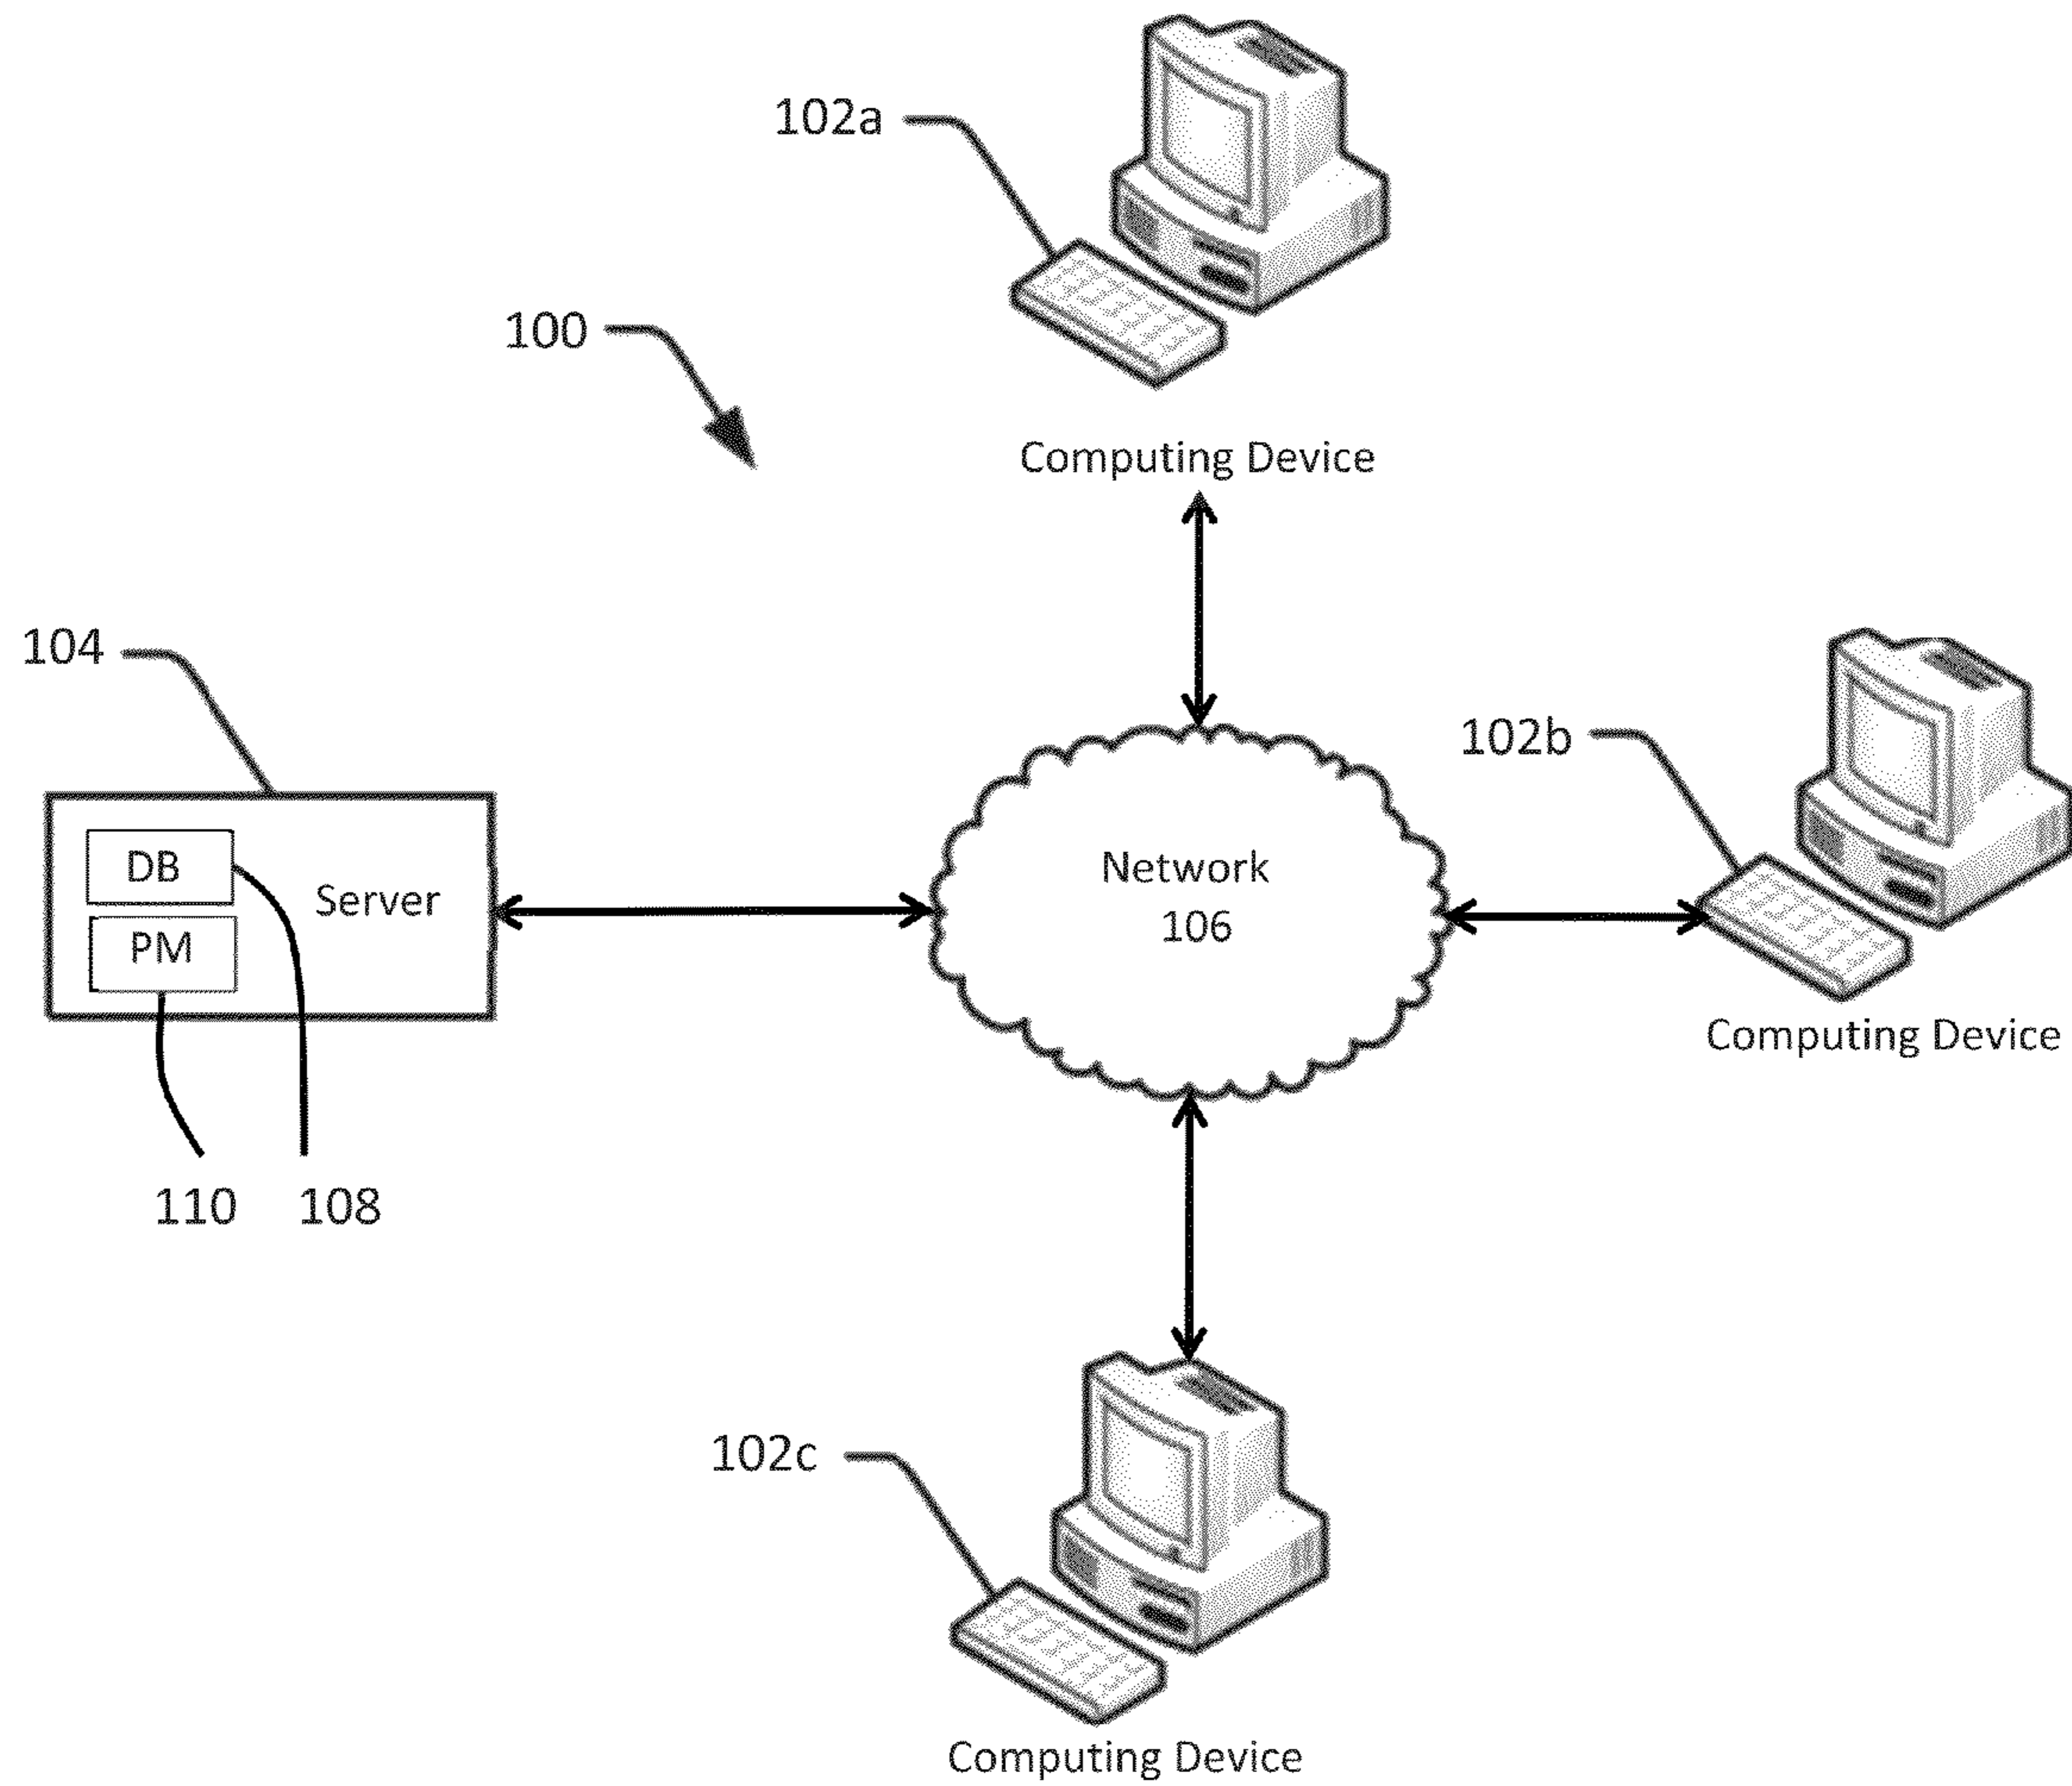 102a
100
Computing Device
104
102b
DB
Server
PM
Network
106
Computing Device
110
108
102c
Computing Device